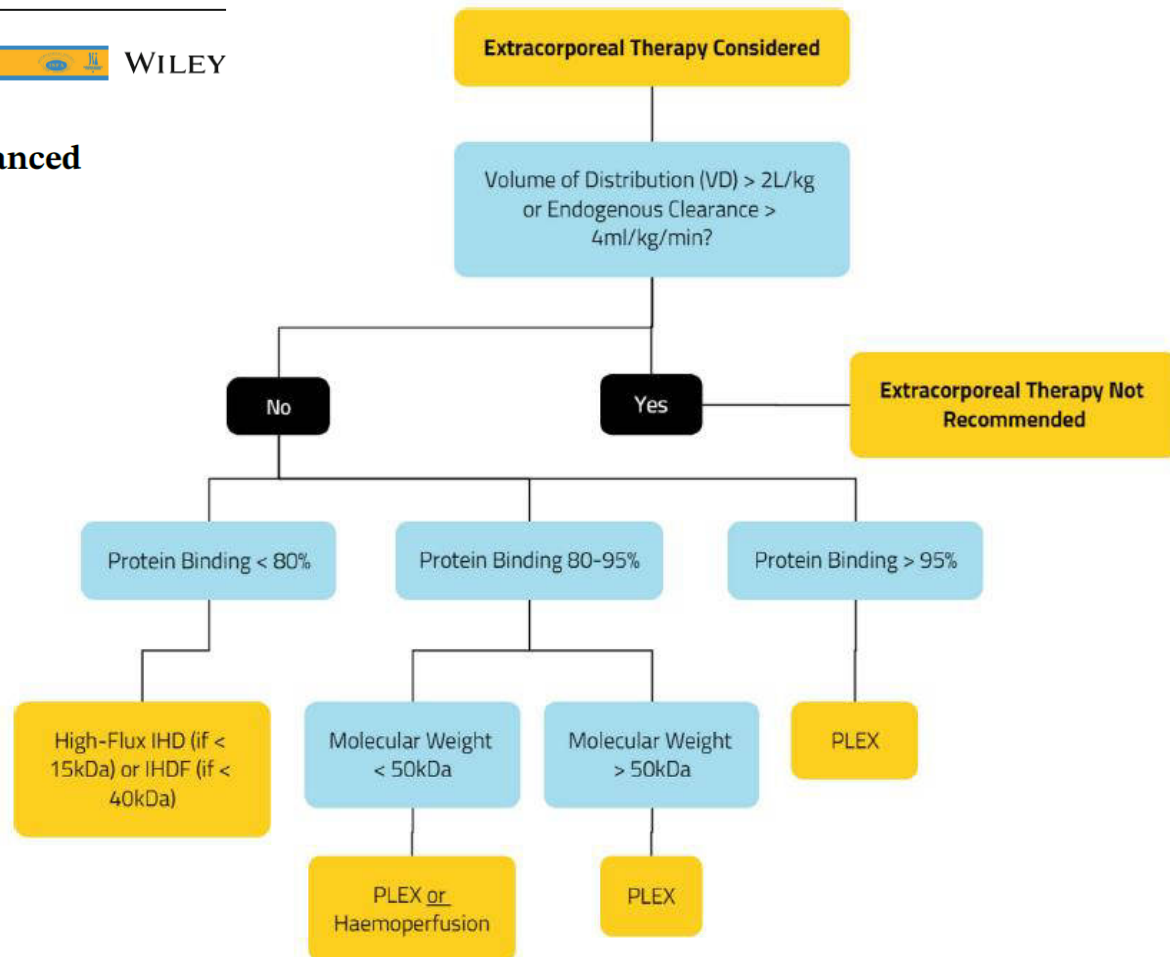 WILEY
anced
Extracorporeal Therapy Considered
Volume of Distribution (VD) > 2L/kg
or Endogenous Clearance >
4ml/kg/min?
No
Yes
Extracorporeal Therapy Not
Recommended
Protein Binding < 80%
Protein Binding 80-95%
Protein Binding > 95%
High-Flux IHD (if <
15kDa) or IHDF (if <
40kDa)
Molecular Weight
< 50kDa
Molecular Weight
> 50kDa
PLEX
PLEX or
Haemoperfusion
PLEX